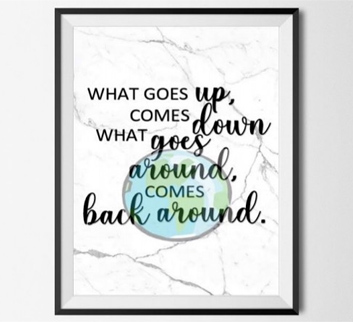 WHAT GOES up,
COMES down
WHAT goes
around,
COMES
back around.